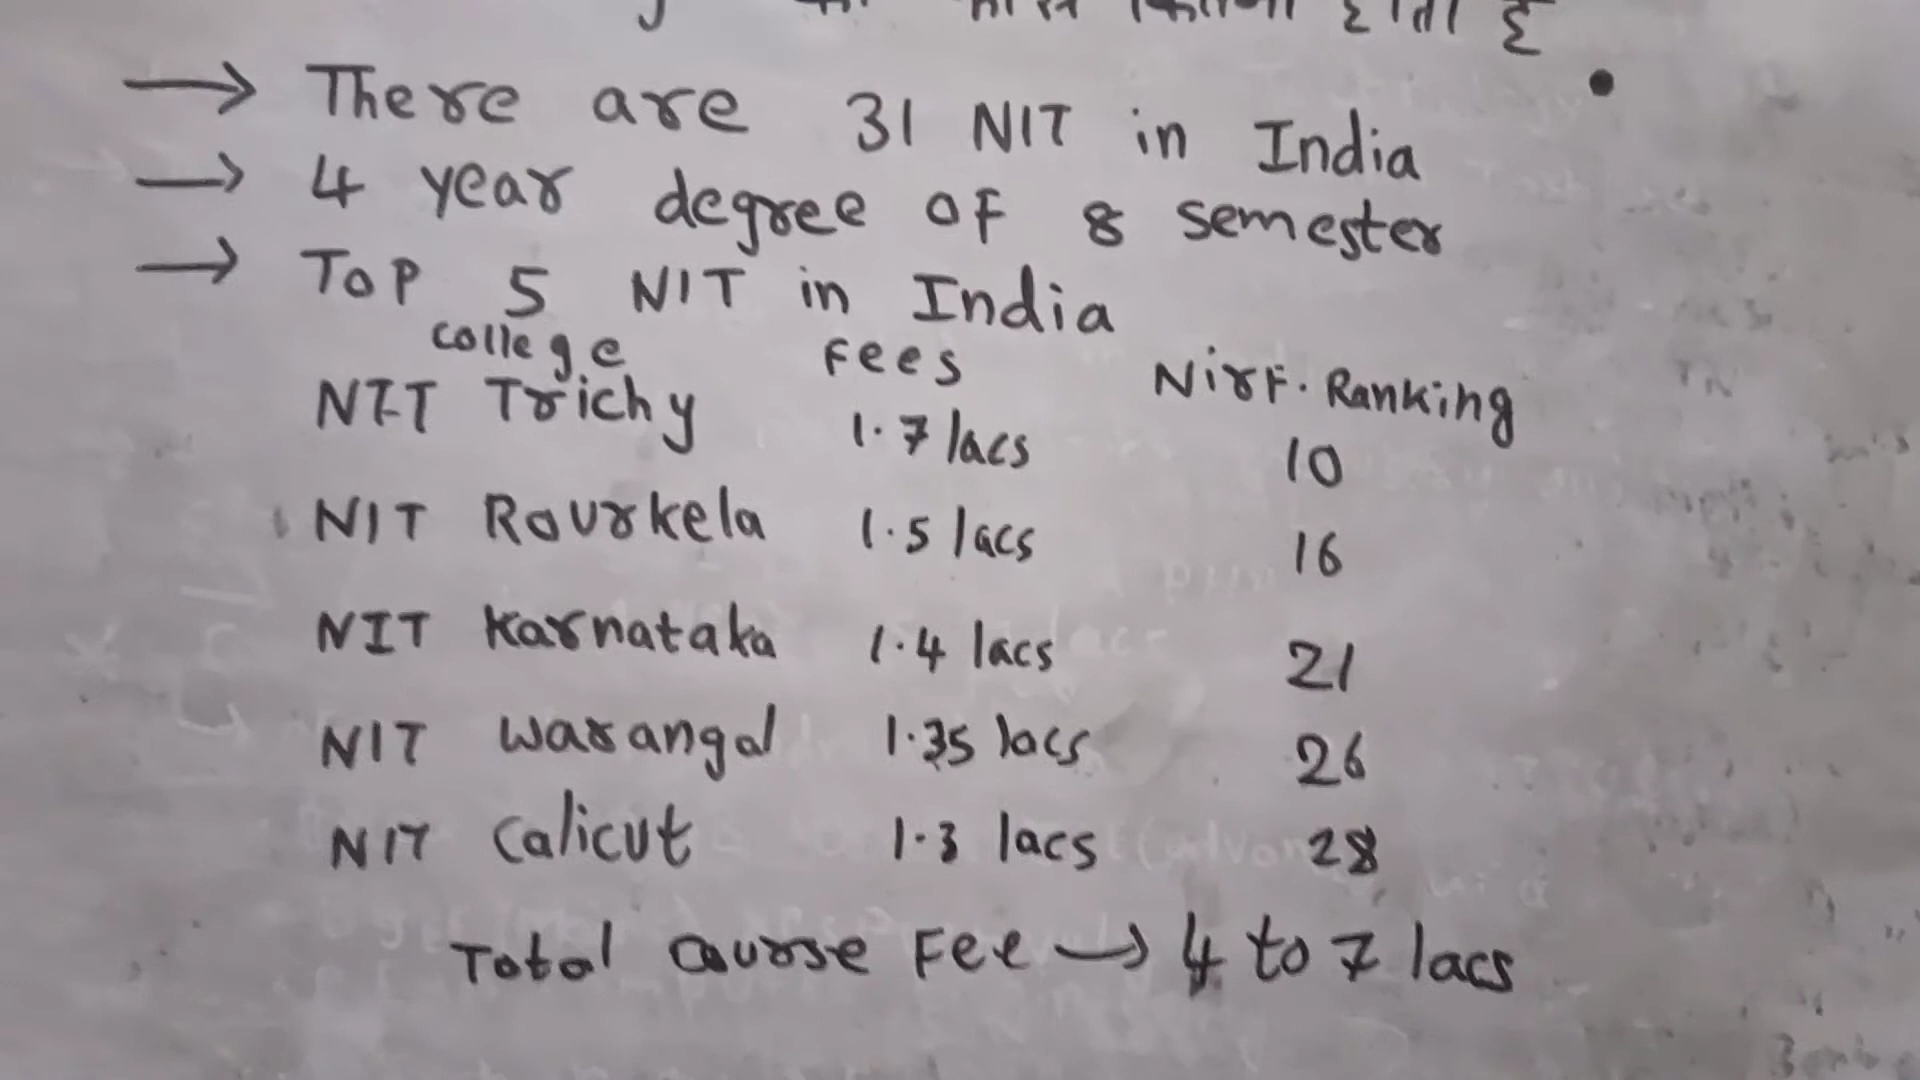 → There are 31 NIT in India
→ 4 year degree of 8 semester
→ Top 5 NIT in India
college Fees Nirf. Ranking
NIT Trichy 1.7 lacs 10
NIT Rourkela 1.5 lacs 16
NIT Karnataka 1.4 lacs 21
NIT Warangal 1.35 lacs 26
NIT Calicut 1.3 lacs 28
Total Course Fee → 4 to 7 lacs